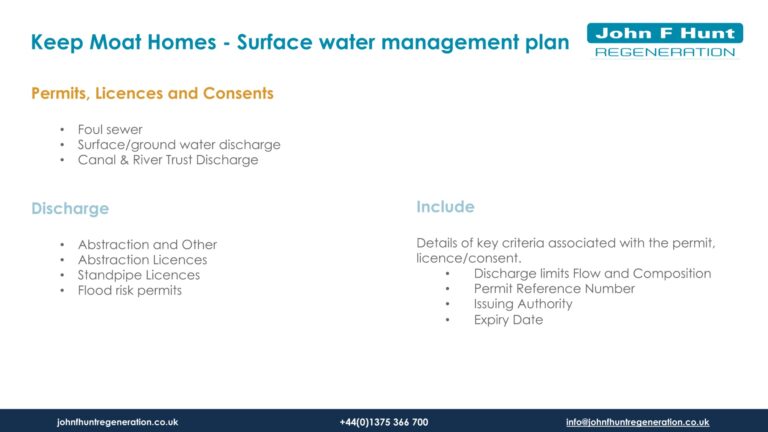 Keep Moat Homes - Surface water management plan
John F Hunt
REGENERATION
Permits, Licences and Consents
• Foul sewer
• Surface/ground water discharge
• Canal & River Trust Discharge
Discharge
• Abstraction and Other
• Abstraction Licences
• Standpipe Licences
• Flood risk permits
Include
Details of key criteria associated with the permit,
licence/consent.
• Discharge limits Flow and Composition
• Permit Reference Number
• Issuing Authority
• Expiry Date
johnfhuntregeneration.co.uk
+44(0)1375 366 700
info@johnfhuntregeneration.co.uk